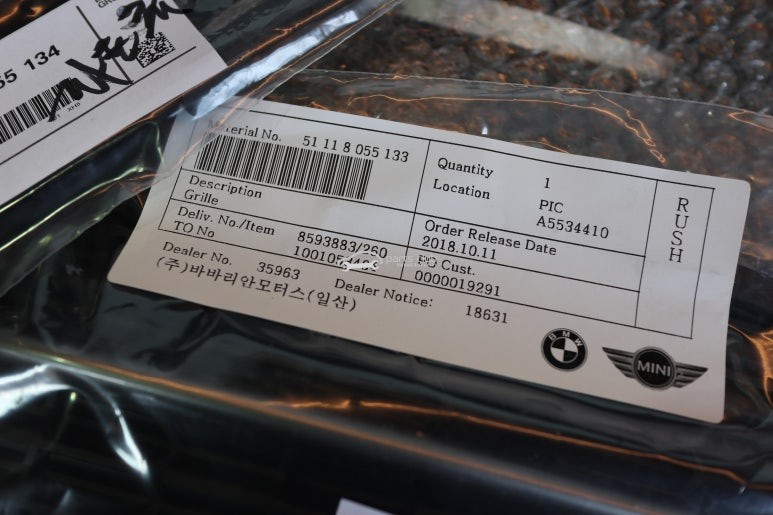 55 134
Material No. 51 11 8 055 133
Quantity 1
Location PIC
A5534410
RUSH
Description
Grille
Order Release Date
2018.10.11
Deliv. No./Item 8593883/260
TO No
PO Cust.
0000019291
Dealer No. 35963 Dealer Notice: 18631
(주)바바리안모터스(일산)
BMW
MINI